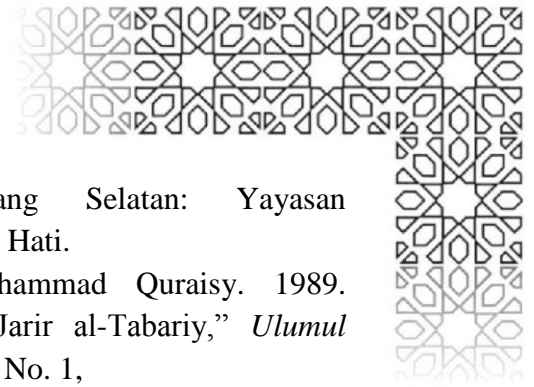 ang Selatan: Yayasan
Hati.
hammad Quraisy. 1989.
Jarir al-Tabariy,” Ulumul
No. 1,